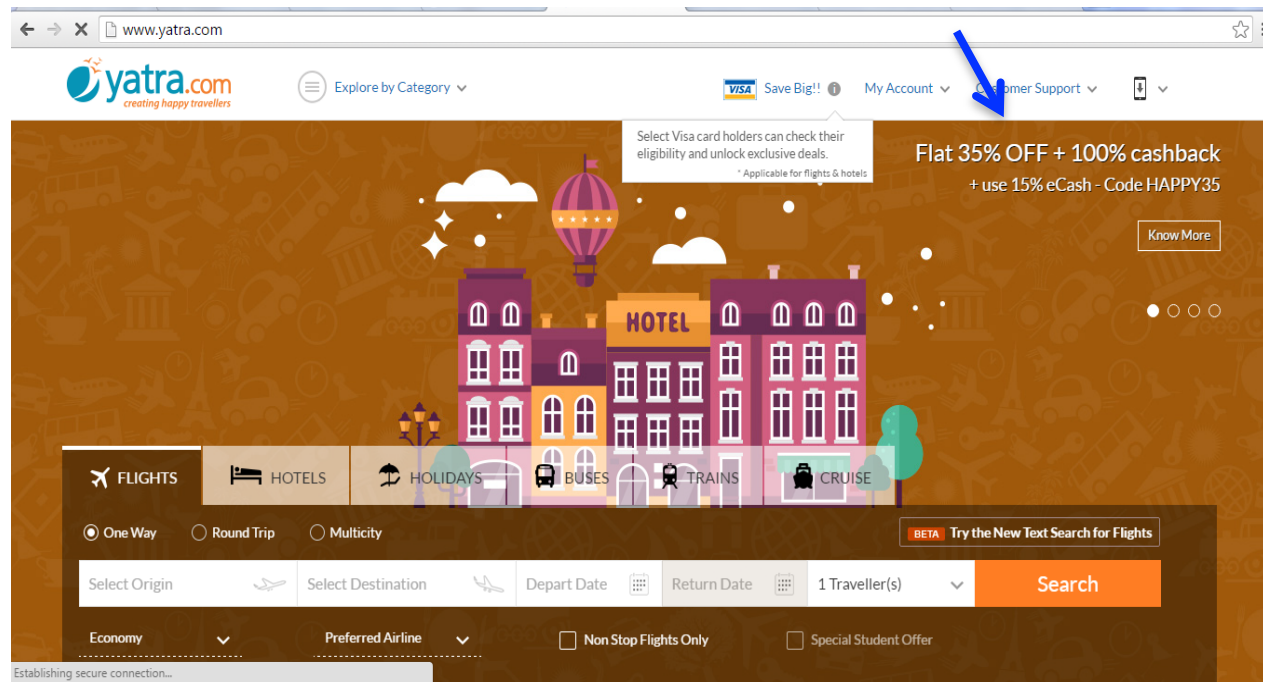 www.yatra.com
yatra.com
creating happy travellers
Explore by Category
VISA Save Big!!
My Account
Customer Support
Select Visa card holders can check their
eligibility and unlock exclusive deals.
* Applicable for flights & hotels
Flat 35% OFF + 100% cashback
+ use 15% eCash - Code HAPPY35
Know More
HOTEL
FLIGHTS
HOTELS
HOLIDAYS
BUSES
TRAINS
CRUISE
One Way
Round Trip
Multicity
BETA Try the New Text Search for Flights
Select Origin
Select Destination
Depart Date
Return Date
1 Traveller(s)
Search
Economy
Preferred Airline
Non Stop Flights Only
Special Student Offer
Establishing secure connection...